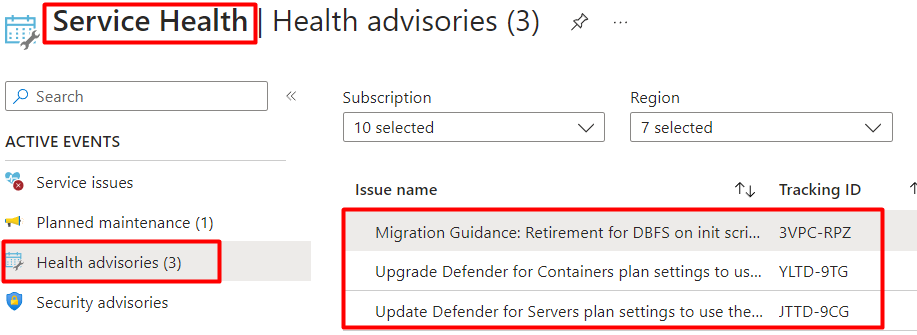 Service Health | Health advisories (3)
Search
Subscription
Region
10 selected
7 selected
ACTIVE EVENTS
Service issues
Planned maintenance (1)
Health advisories (3)
Security advisories
Issue name
Tracking ID
Migration Guidance: Retirement for DBFS on init scri... 3VPC-RPZ
Upgrade Defender for Containers plan settings to us... YLTD-9TG
Update Defender for Servers plan settings to use the... JTTD-9CG